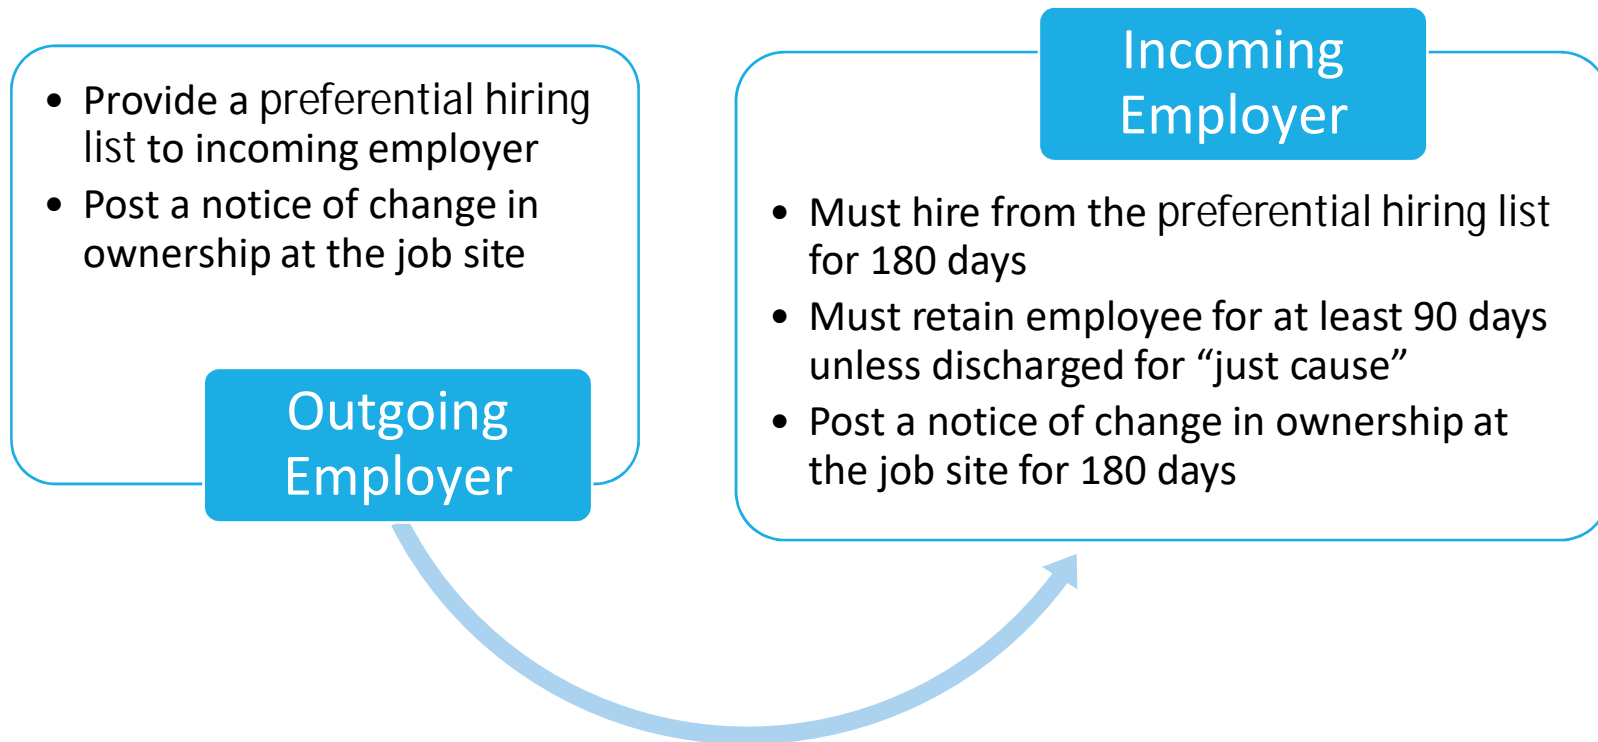 • Provide a preferential hiring
list to incoming employer
• Post a notice of change in
ownership at the job site
Outgoing
Employer
Incoming
Employer
• Must hire from the preferential hiring list
for 180 days
• Must retain employee for at least 90 days
unless discharged for “just cause”
• Post a notice of change in ownership at
the job site for 180 days